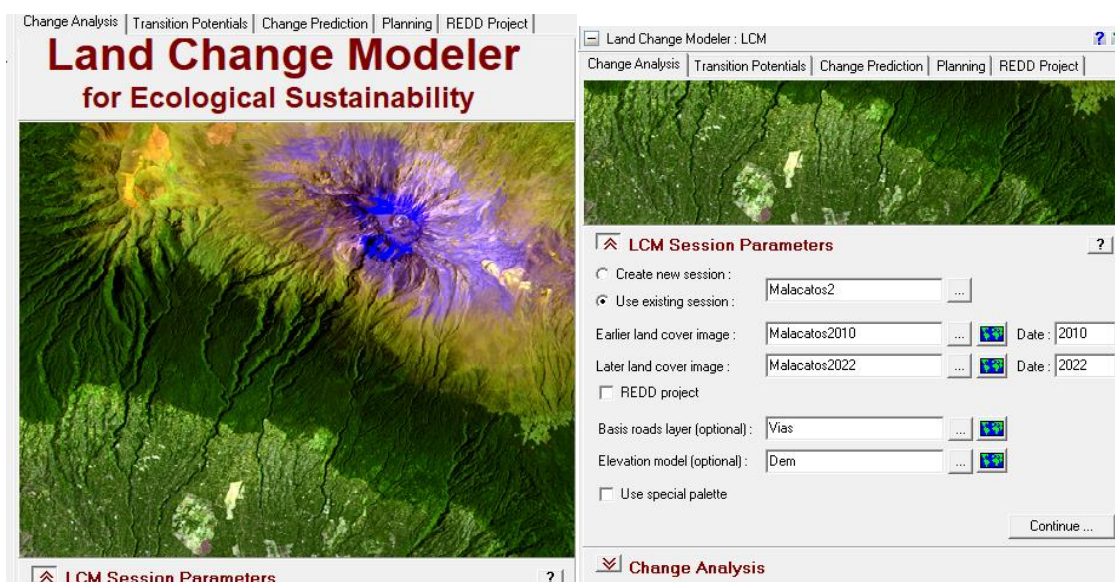 Change Analysis Transition Potentials Change Prediction Planning REDD Project
Land Change Modeler
for Ecological Sustainability
LCM Session Parameters ?
Land Change Modeler : LCM ?
Change Analysis Transition Potentials Change Prediction Planning REDD Project
LCM Session Parameters ?
Create new session :
Use existing session : Malacatos2 ...
Earlier land cover image : Malacatos2010 ... Date : 2010
Later land cover image : Malacatos2022 ... Date : 2022
REDD project
Basis roads layer (optional) : Vias ...
Elevation model (optional) : Dem ...
Use special palette
Continue ...
Change Analysis